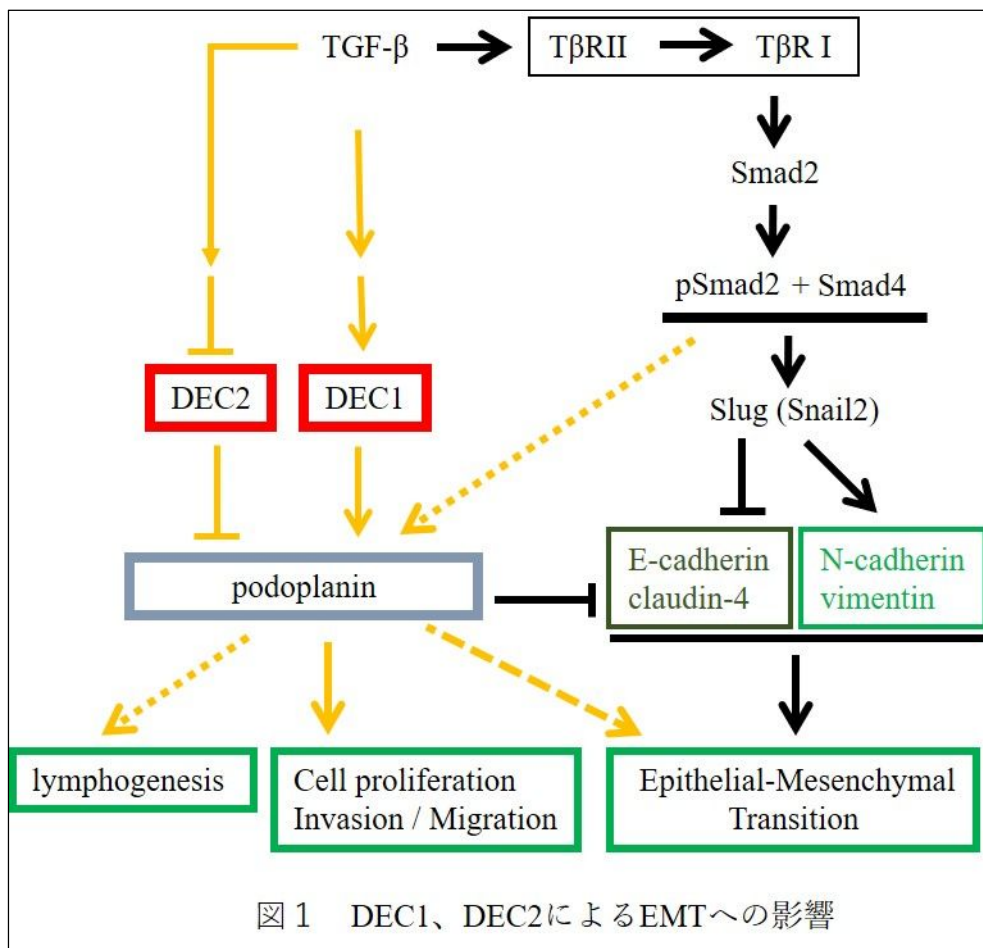 TGF-β
TβRII
TβR I
Smad2
pSmad2 + Smad4
DEC2
DEC1
Slug (Snail2)
podoplanin
E-cadherin
claudin-4
N-cadherin
vimentin
lymphogenesis
Cell proliferation
Invasion / Migration
Epithelial-Mesenchymal
Transition
図１ DEC1、DEC2によるEMTへの影響